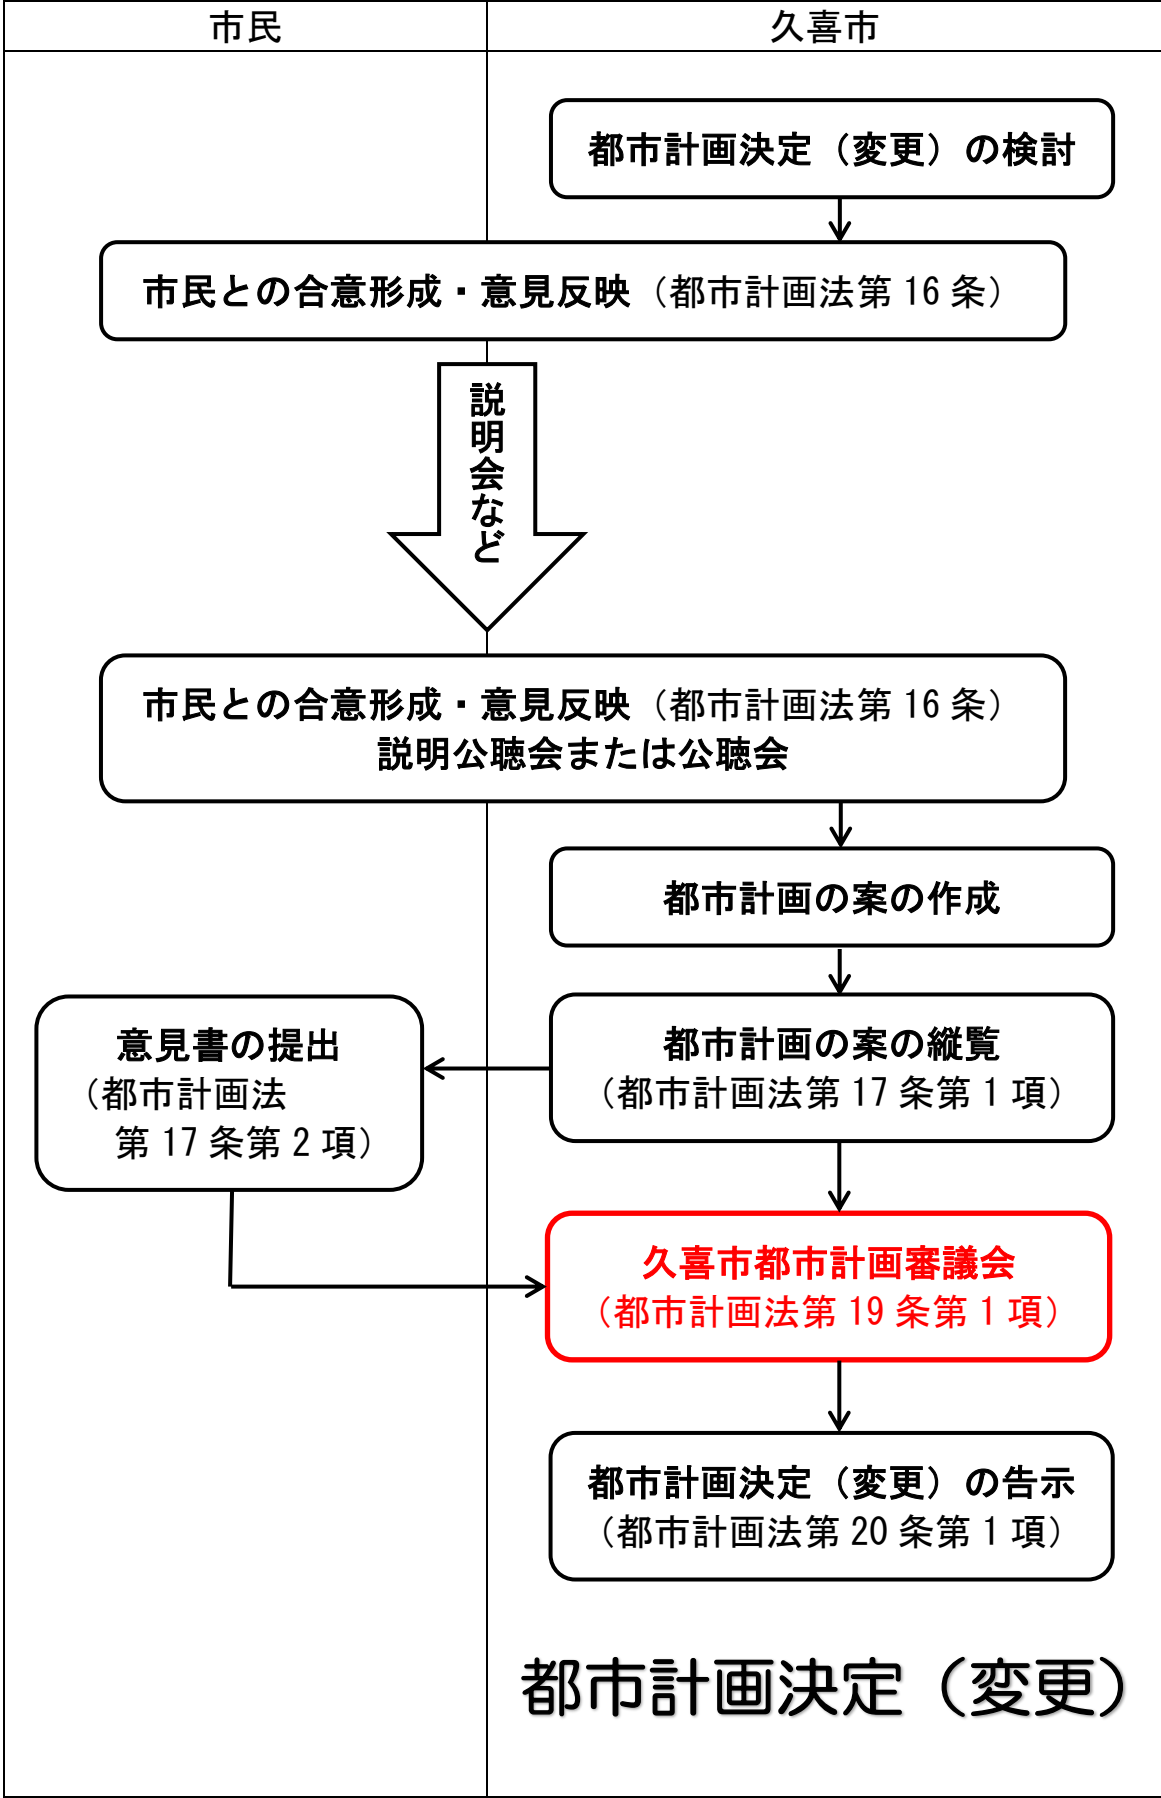 市民
久喜市
都市計画決定（変更）の検討
市民との合意形成・意見反映（都市計画法第16条）
説明会など
市民との合意形成・意見反映（都市計画法第16条）
説明公聴会または公聴会
都市計画の案の作成
都市計画の案の縦覧
（都市計画法第17条第1項）
意見書の提出
（都市計画法
第17条第2項）
久喜市都市計画審議会
（都市計画法第19条第1項）
都市計画決定（変更）の告示
（都市計画法第20条第1項）
都市計画決定（変更）